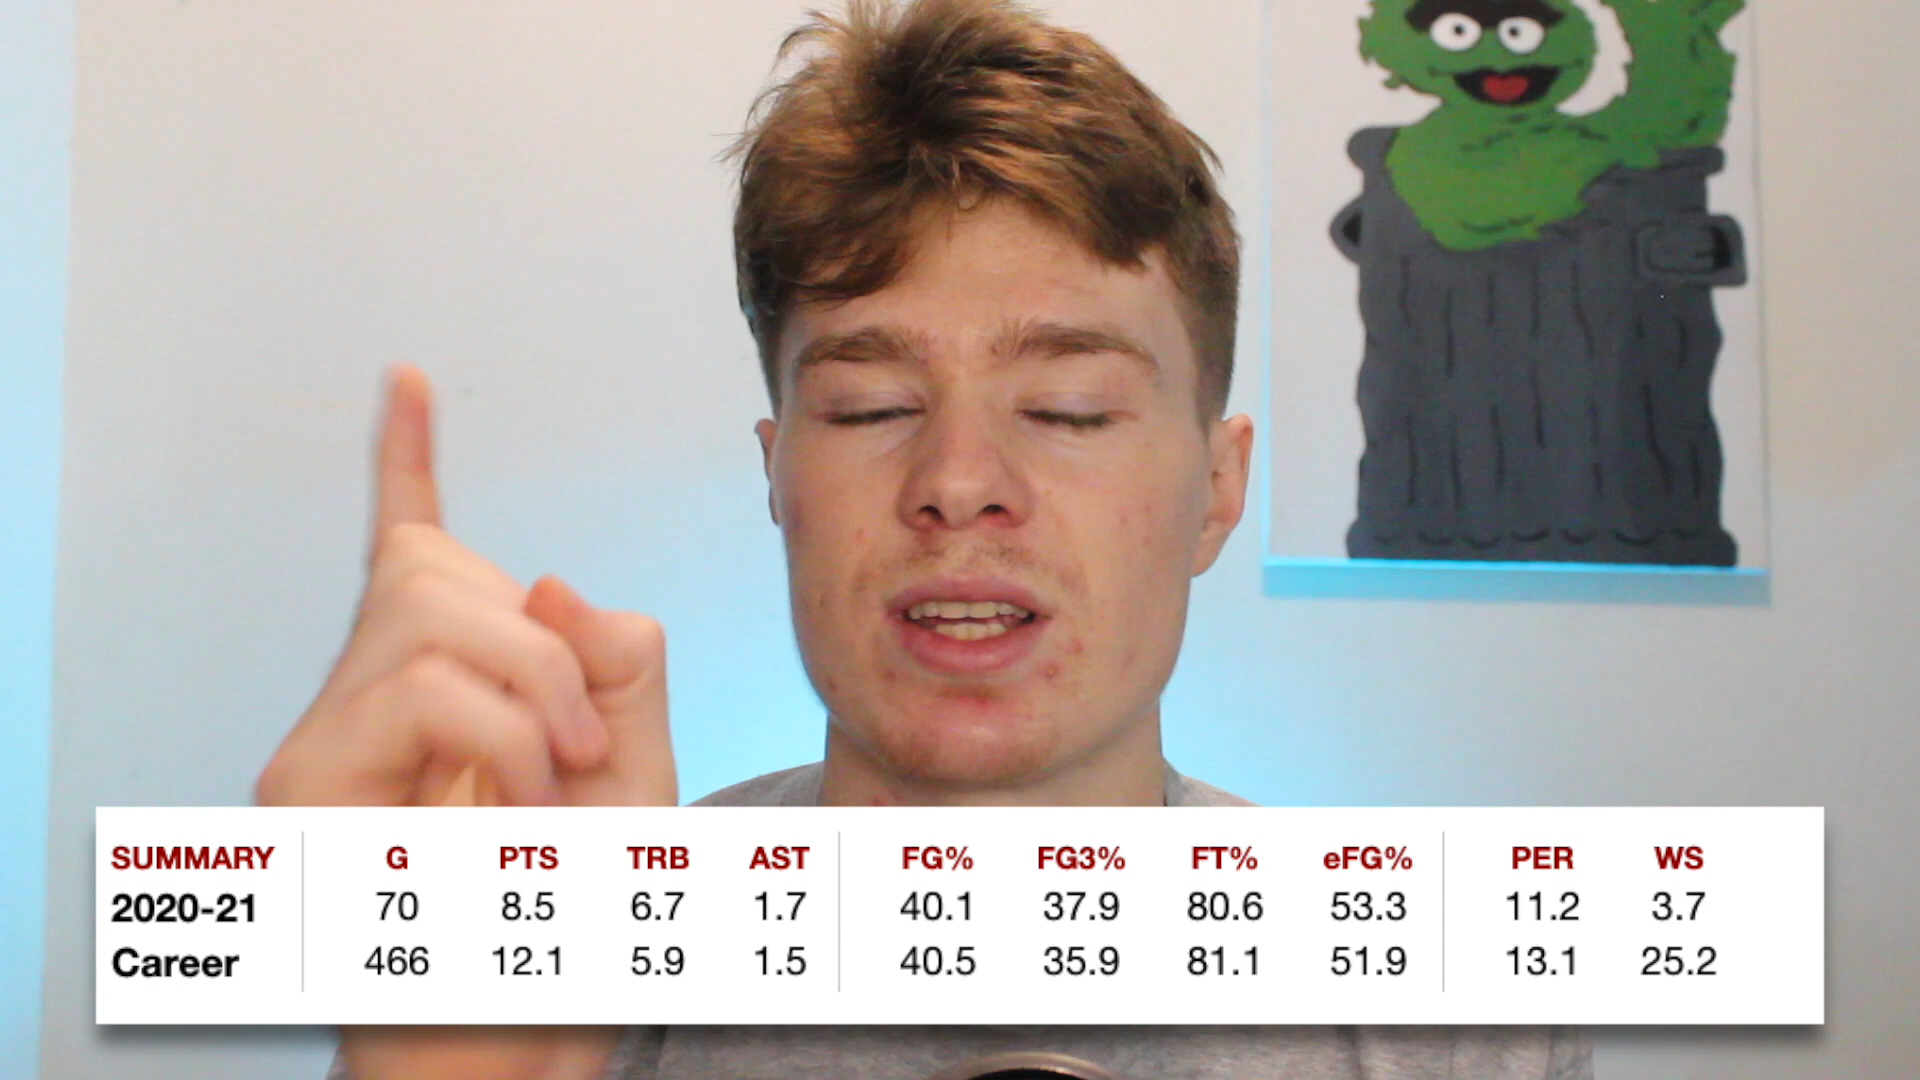 SUMMARY G PTS TRB AST FG% FG3% FT% eFG% PER WS
2020-21 70 8.5 6.7 1.7 40.1 37.9 80.6 53.3 11.2 3.7
Career 466 12.1 5.9 1.5 40.5 35.9 81.1 51.9 13.1 25.2